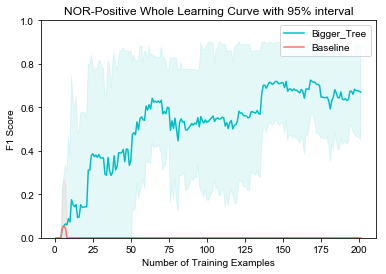 NOR-Positive Whole Learning Curve with 95% interval
Bigger_Tree
Baseline
F1 Score
1.0
0.8
0.6
0.4
0.2
0.0
0 25 50 75 100 125 150 175 200
Number of Training Examples